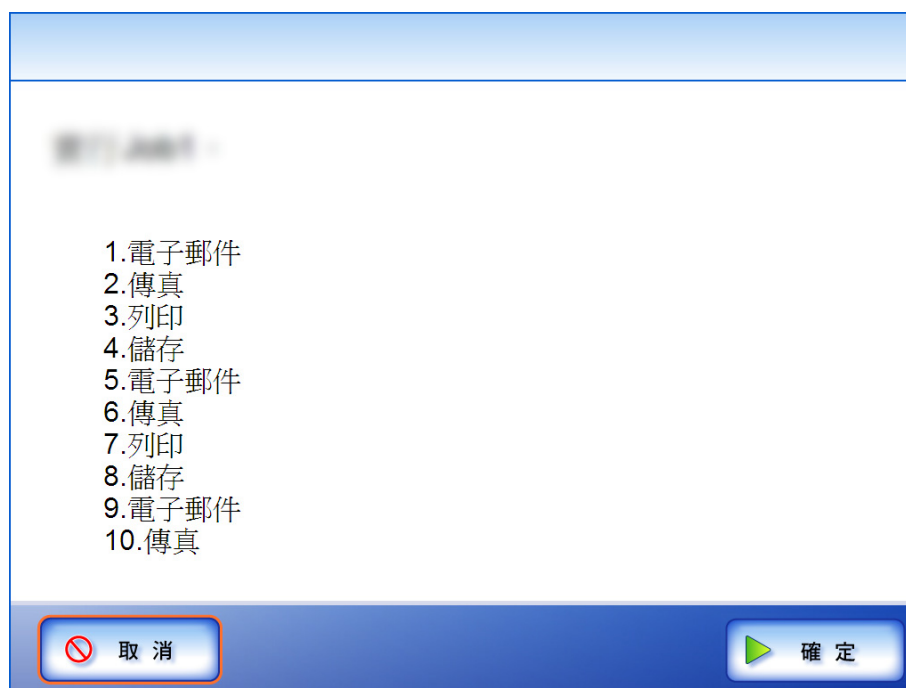 1.電子郵件
2.傳真
3.列印
4.儲存
5.電子郵件
6.傳真
7.列印
8.儲存
9.電子郵件
10.傳真
取消
確定